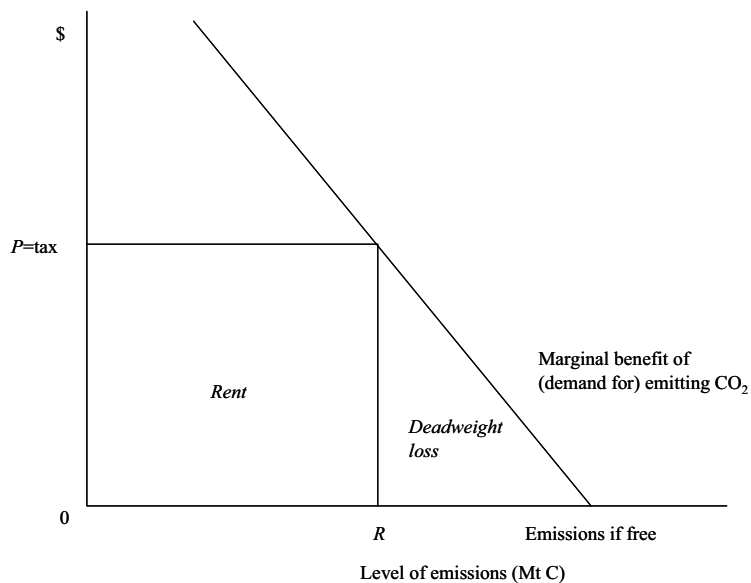 $
P=tax
Rent
Marginal benefit of
(demand for) emitting CO₂
Deadweight
loss
0
R
Emissions if free
Level of emissions (Mt C)